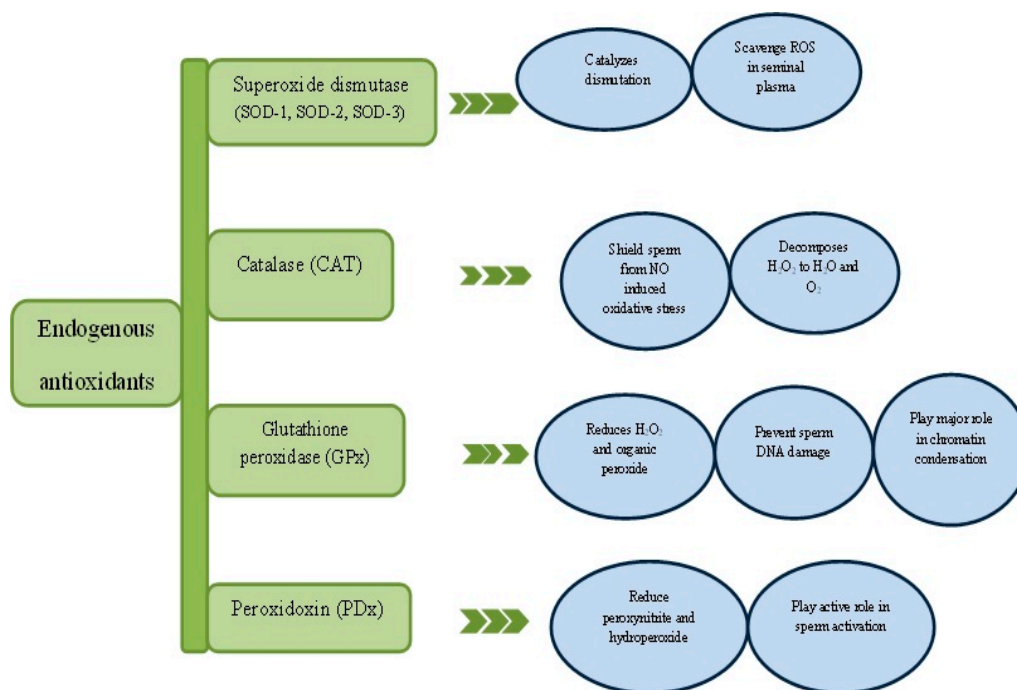 Endogenous
antioxidants
Superoxide dismutase
(SOD-1, SOD-2, SOD-3)
Catalyzes
dismutation
Scavenge ROS
in seminal
plasma
Catalase (CAT)
Shield sperm
from NO
induced
oxidative stress
Decomposes
H₂O₂ to H₂O and
O₂
Glutathione
peroxidase (GPx)
Reduces H₂O₂
and organic
peroxide
Prevent sperm
DNA damage
Play major role
in chromatin
condensation
Peroxidoxin (PDx)
Reduce
peroxynitrite and
hydroperoxide
Play active role in
sperm activation